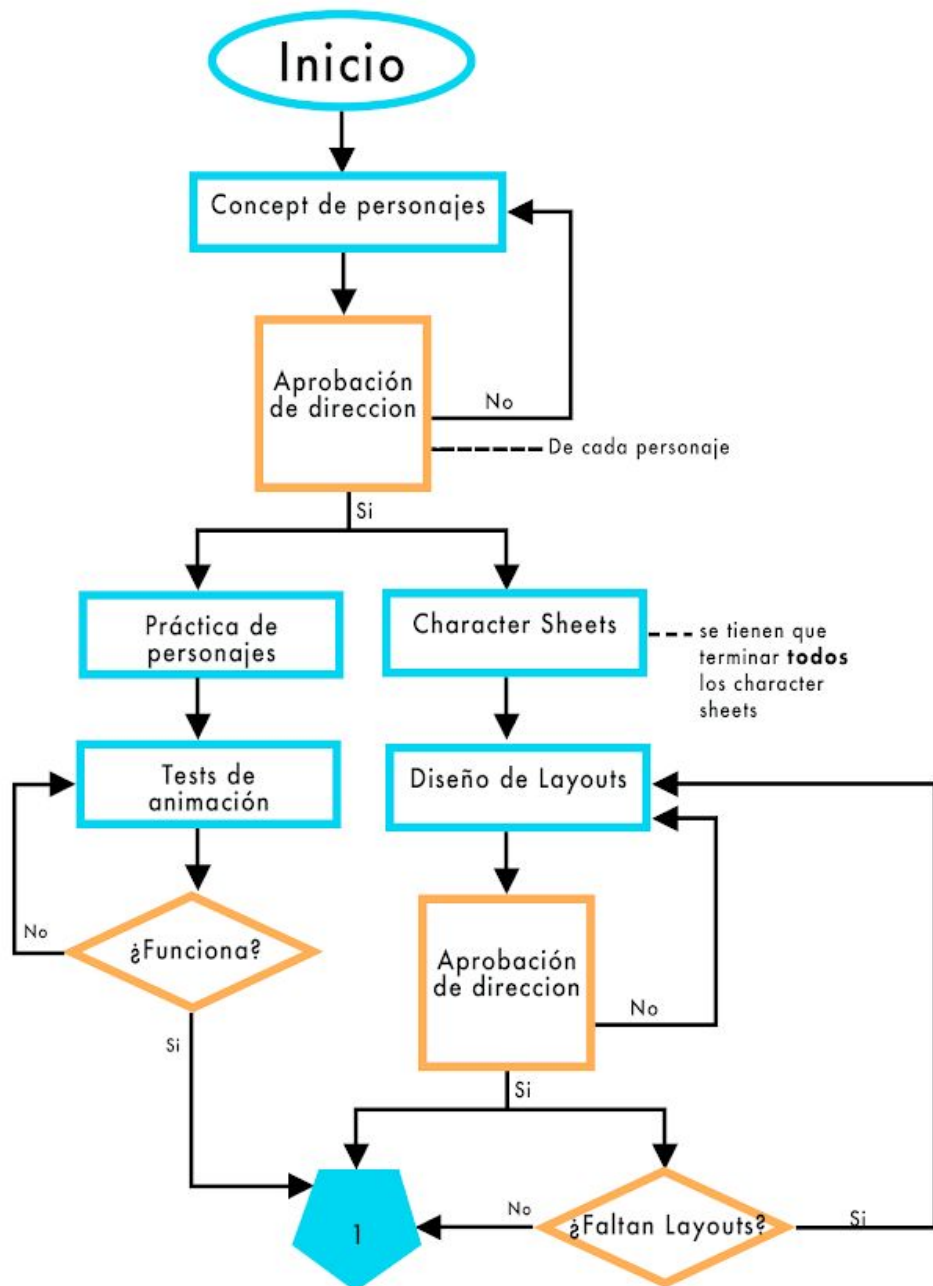 Inicio
Concept de personajes
Aprobación
de direccion
No
De cada personaje
Si
Práctica de
personajes
Character Sheets
se tienen que
terminar todos
los character
sheets
Tests de
animación
Diseño de Layouts
No
¿Funciona?
Aprobación
de direccion
No
Si
Si
1
No
¿Faltan Layouts?
Si